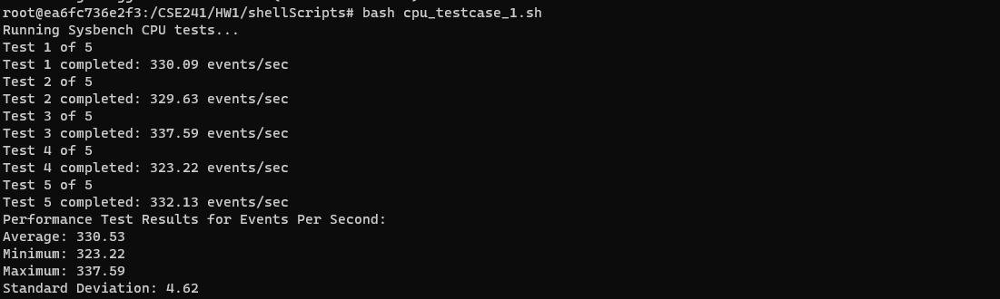 root@ea6fc736e2f3:/CSE241/HW1/shellScripts# bash cpu_testcase_1.sh
Running Sysbench CPU tests...
Test 1 of 5
Test 1 completed: 330.09 events/sec
Test 2 of 5
Test 2 completed: 329.63 events/sec
Test 3 of 5
Test 3 completed: 337.59 events/sec
Test 4 of 5
Test 4 completed: 323.22 events/sec
Test 5 of 5
Test 5 completed: 332.13 events/sec
Performance Test Results for Events Per Second:
Average: 330.53
Minimum: 323.22
Maximum: 337.59
Standard Deviation: 4.62